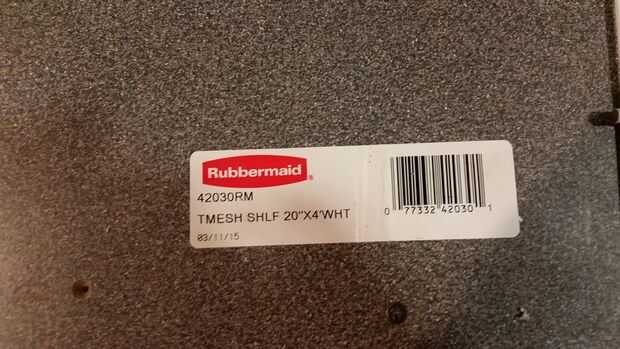 Rubbermaid®
42030RM
TMESH SHLF 20"X4'WHT
03/11/15
0 77332 42030 1